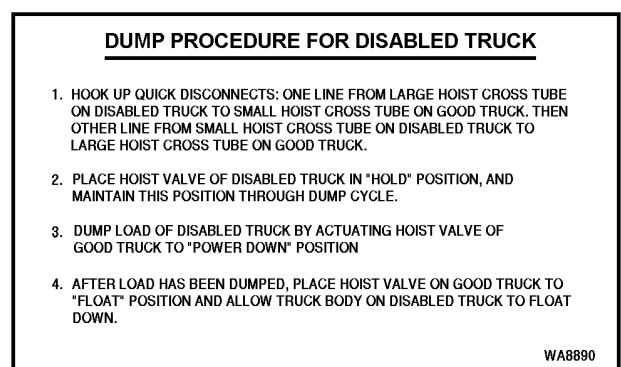 DUMP PROCEDURE FOR DISABLED TRUCK
1. HOOK UP QUICK DISCONNECTS: ONE LINE FROM LARGE HOIST CROSS TUBE
ON DISABLED TRUCK TO SMALL HOIST CROSS TUBE ON GOOD TRUCK. THEN
OTHER LINE FROM SMALL HOIST CROSS TUBE ON DISABLED TRUCK TO
LARGE HOIST CROSS TUBE ON GOOD TRUCK.
2. PLACE HOIST VALVE OF DISABLED TRUCK IN "HOLD" POSITION, AND
MAINTAIN THIS POSITION THROUGH DUMP CYCLE.
3. DUMP LOAD OF DISABLED TRUCK BY ACTUATING HOIST VALVE OF
GOOD TRUCK TO "POWER DOWN" POSITION
4. AFTER LOAD HAS BEEN DUMPED, PLACE HOIST VALVE ON GOOD TRUCK TO
"FLOAT" POSITION AND ALLOW TRUCK BODY ON DISABLED TRUCK TO FLOAT
DOWN.
WA8890